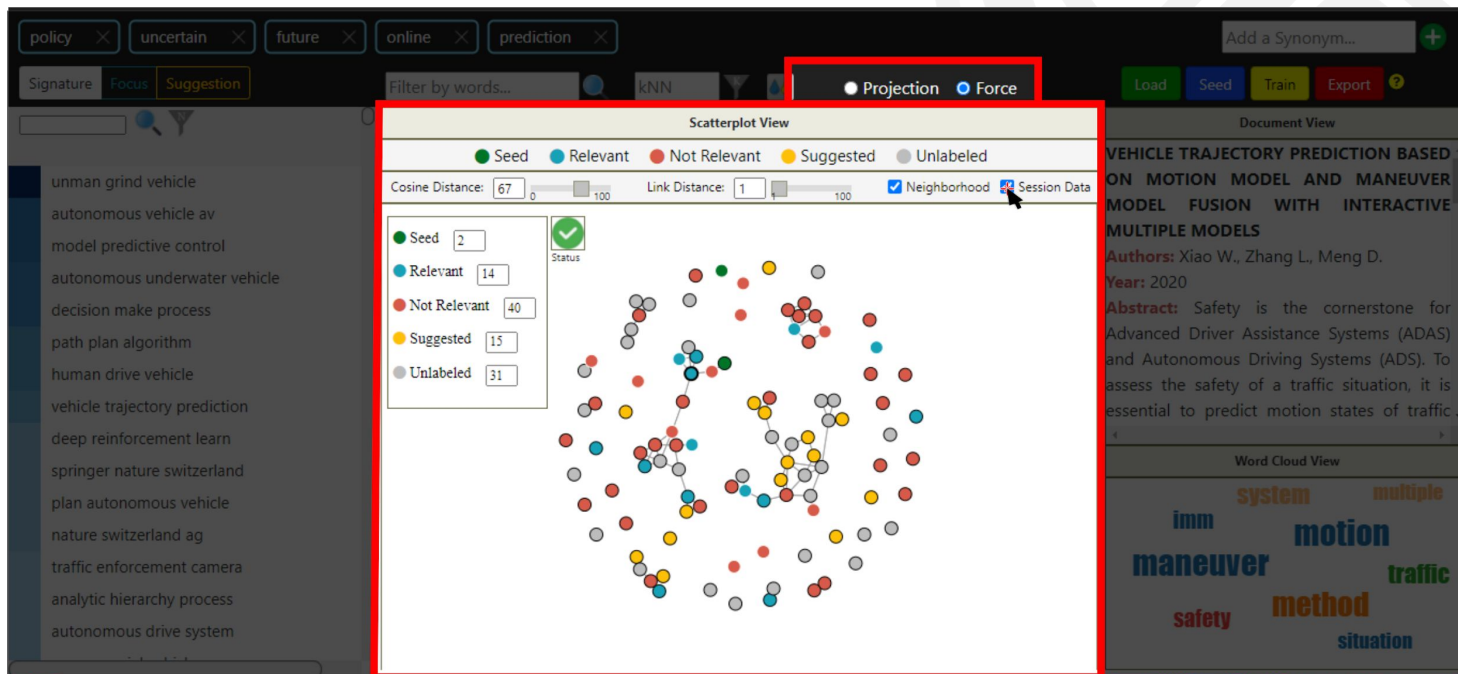 policy × uncertain × future × online × prediction × Add a Synonym...
Signature Focus Suggestion Filter by words... kNN Projection Force Load Seed Train Export ?
unman grind vehicle
autonomous vehicle av
model predictive control
autonomous underwater vehicle
decision make process
path plan algorithm
human drive vehicle
vehicle trajectory prediction
deep reinforcement learn
springer nature switzerland
plan autonomous vehicle
nature switzerland ag
traffic enforcement camera
analytic hierarchy process
autonomous drive system
Scatterplot View
Seed Relevant Not Relevant Suggested Unlabeled
Cosine Distance: 67 0 100 Link Distance: 1 1 100 Neighborhood Session Data
Seed 2
Relevant 14
Not Relevant 40
Suggested 15
Unlabeled 31
Status
Document View
VEHICLE TRAJECTORY PREDICTION BASED
ON MOTION MODEL AND MANEUVER
MODEL FUSION WITH INTERACTIVE
MULTIPLE MODELS
Authors: Xiao W., Zhang L., Meng D.
Year: 2020
Abstract: Safety is the cornerstone for
Advanced Driver Assistance Systems (ADAS)
and Autonomous Driving Systems (ADS). To
assess the safety of a traffic situation, it is
essential to predict motion states of traffic
Word Cloud View
system multiple
imm motion
maneuver traffic
method
safety
situation